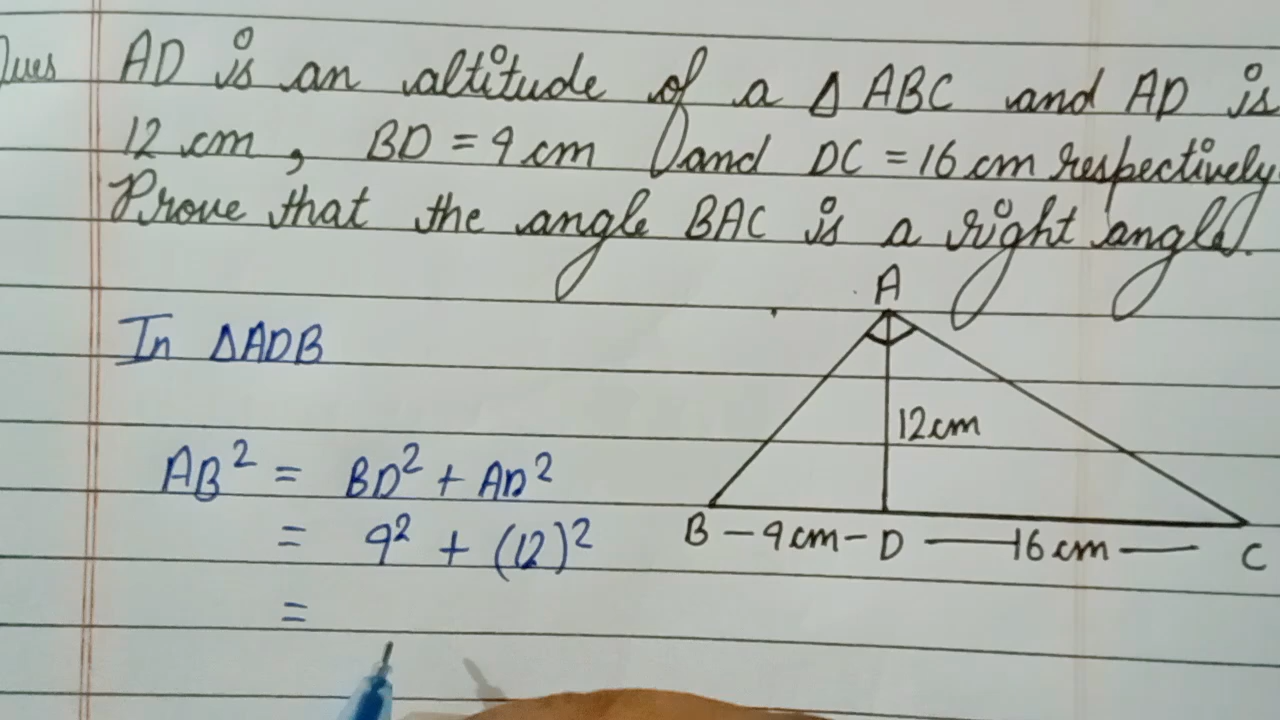 Ques AD is an altitude of a Δ ABC and AD is
12 cm, BD = 9 cm and DC = 16 cm respectively.
Prove that the angle BAC is a right angle.
A
In ΔADB
12cm
AB² = BD² + AD²
= 9² + (12)²
B – 9cm – D — 16 cm — C
=